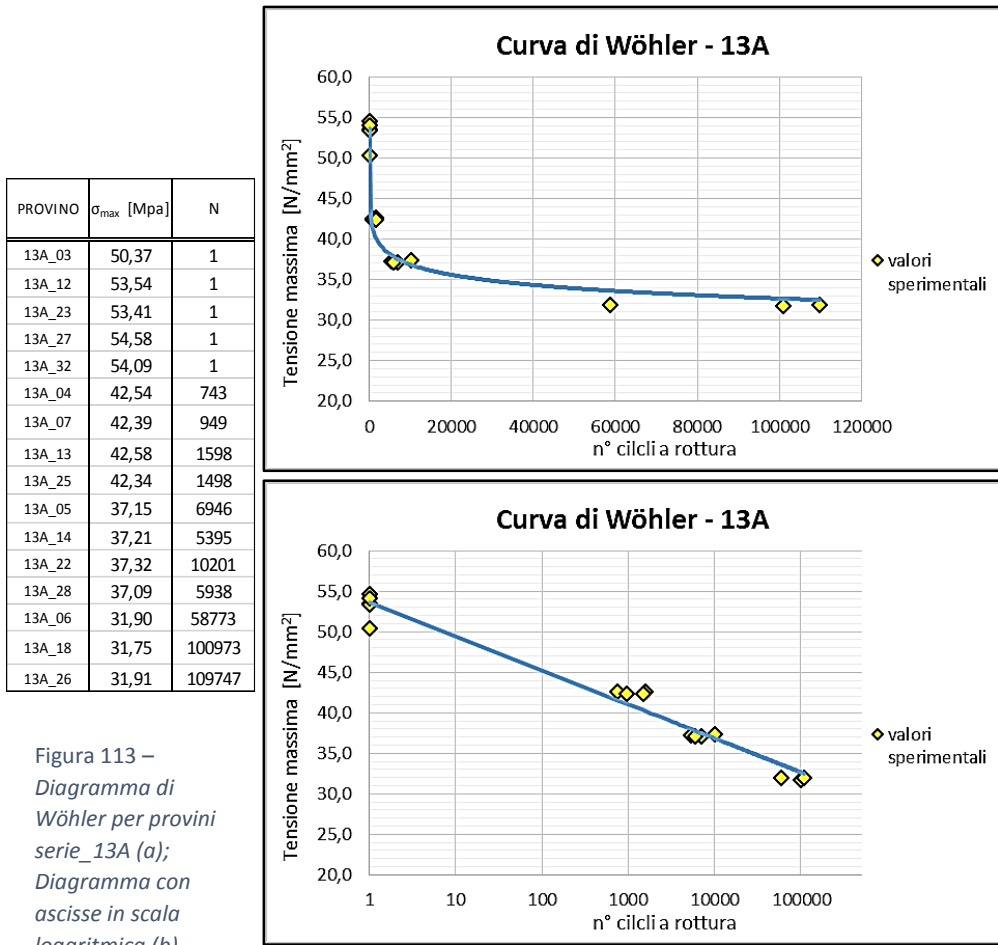 PROVINO σmax [Mpa] N
13A_03 50,37 1
13A_12 53,54 1
13A_23 53,41 1
13A_27 54,58 1
13A_32 54,09 1
13A_04 42,54 743
13A_07 42,39 949
13A_13 42,58 1598
13A_25 42,34 1498
13A_05 37,15 6946
13A_14 37,21 5395
13A_22 37,32 10201
13A_28 37,09 5938
13A_06 31,90 58773
13A_18 31,75 100973
13A_26 31,91 109747
Figura 113 –
Diagramma di
Wöhler per provini
serie_13A (a);
Diagramma con
ascisse in scala
logaritmica (b)
Curva di Wöhler - 13A
Tensione massima [N/mm²]
60,0
55,0
50,0
45,0
40,0
35,0
30,0
25,0
20,0
0 20000 40000 60000 80000 100000 120000
n° cilcli a rottura
valori
sperimentali
Curva di Wöhler - 13A
Tensione massima [N/mm²]
60,0
55,0
50,0
45,0
40,0
35,0
30,0
25,0
20,0
1 10 100 1000 10000 100000
n° cilcli a rottura
valori
sperimentali